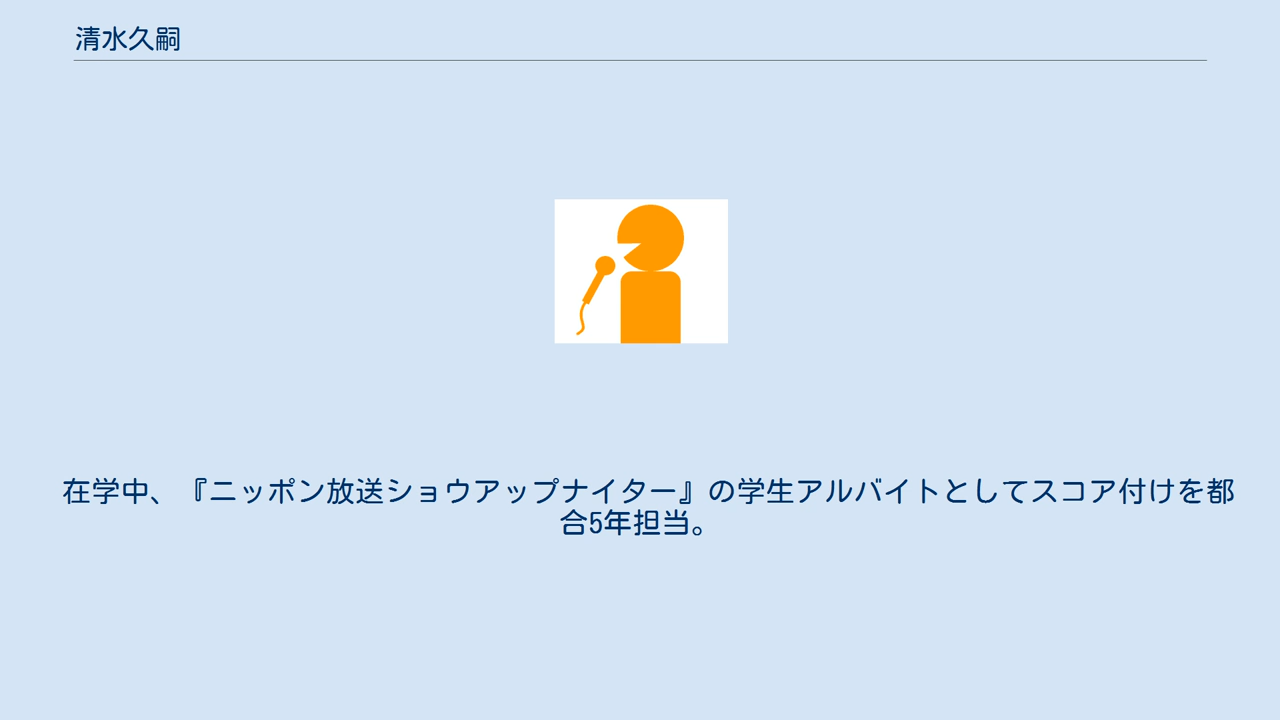 清水久嗣
在学中、『ニッポン放送ショウアップナイター』の学生アルバイトとしてスコア付けを都
合5年担当。